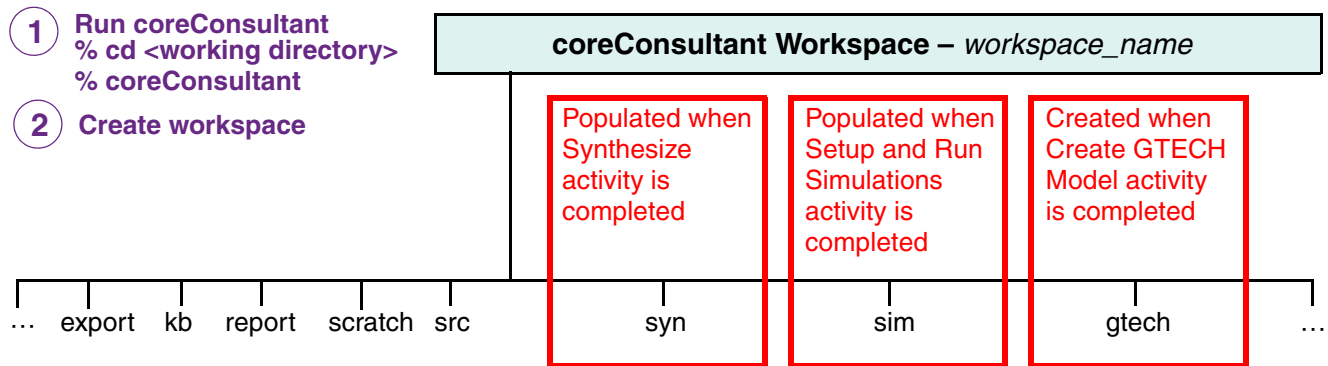 1 Run coreConsultant
% cd <working directory>
% coreConsultant
2 Create workspace
coreConsultant Workspace – workspace_name
Populated when
Synthesize
activity is
completed
Populated when
Setup and Run
Simulations
activity is
completed
Created when
Create GTECH
Model activity
is completed
… export kb report scratch src syn sim gtech …